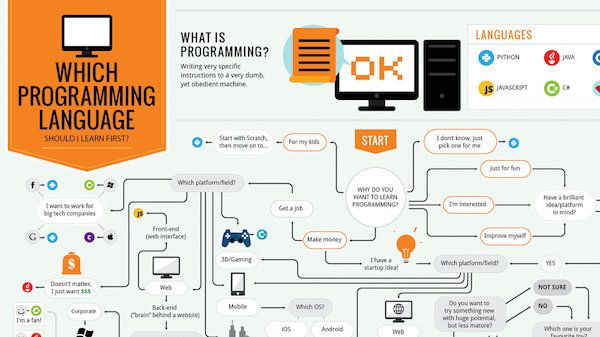 WHICH
PROGRAMMING
LANGUAGE
SHOULD I LEARN FIRST?
WHAT IS
PROGRAMMING?
Writing very specific
instructions to a very dumb,
yet obedient machine.
OK
LANGUAGES
PYTHON
JAVA
JS
JAVASCRIPT
C#
START
Start with Scratch,
then move on to...
For my kids
I don't know, just
pick one for me
Just for fun
WHY DO YOU
WANT TO LEARN
PROGRAMMING?
I'm interested
Have a brilliant
idea/platform
in mind?
Improve myself
Which platform/field?
Get a job
Make money
I want to work for
big tech companies
f
G
JS
Front-end
(web interface)
3D/Gaming
I have a
startup idea!
Which platform/field?
YES
$
Doesn't matter,
I just want $$$
Web
Mobile
Which OS?
iOS
Android
Back-end
("brain" behind a website)
Corporate
I'm a fan!
Web
Do you want to
try something new
with huge potential,
but less mature?
NOT SURE
NO
Which one is your
favourite toy?